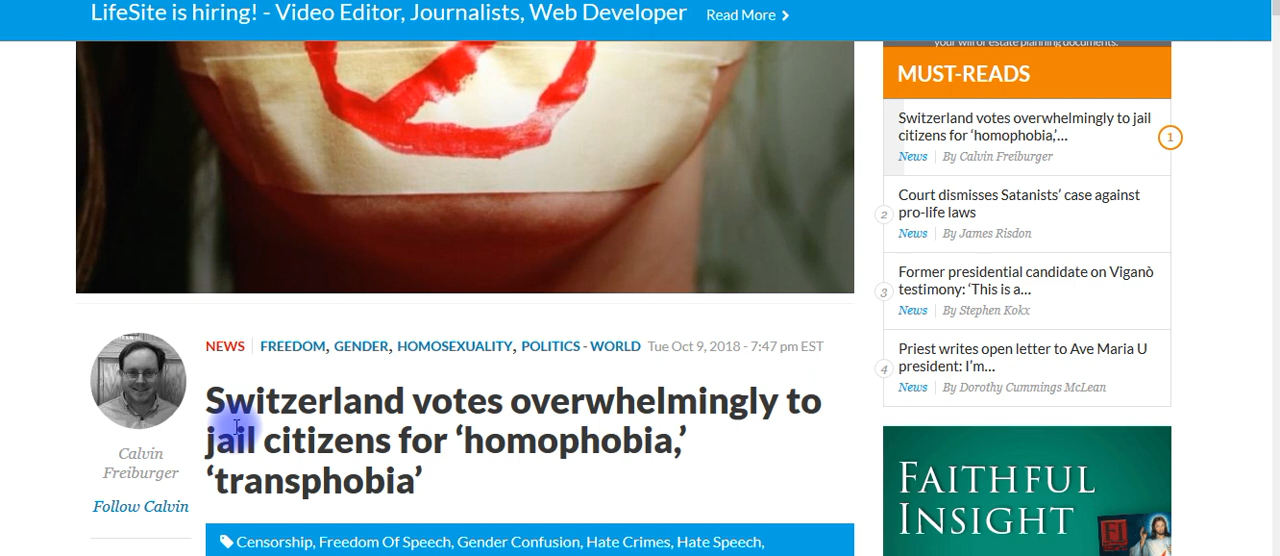 LifeSite is hiring! - Video Editor, Journalists, Web Developer Read More
your will or estate planning documents.
MUST-READS
Switzerland votes overwhelmingly to jail
citizens for ‘homophobia,’...
News By Calvin Freiburger
1
Court dismisses Satanists’ case against
pro-life laws
2
News By James Risdon
Former presidential candidate on Viganò
testimony: ‘This is a...
3
News By Stephen Kokx
Priest writes open letter to Ave Maria U
president: I’m...
4
News By Dorothy Cummings McLean
NEWS FREEDOM, GENDER, HOMOSEXUALITY, POLITICS - WORLD Tue Oct 9, 2018 - 7:47 pm EST
Switzerland votes overwhelmingly to
jail citizens for ‘homophobia,’
‘transphobia’
Calvin
Freiburger
Follow Calvin
Censorship, Freedom Of Speech, Gender Confusion, Hate Crimes, Hate Speech,
FAITHFUL
INSIGHT
FI